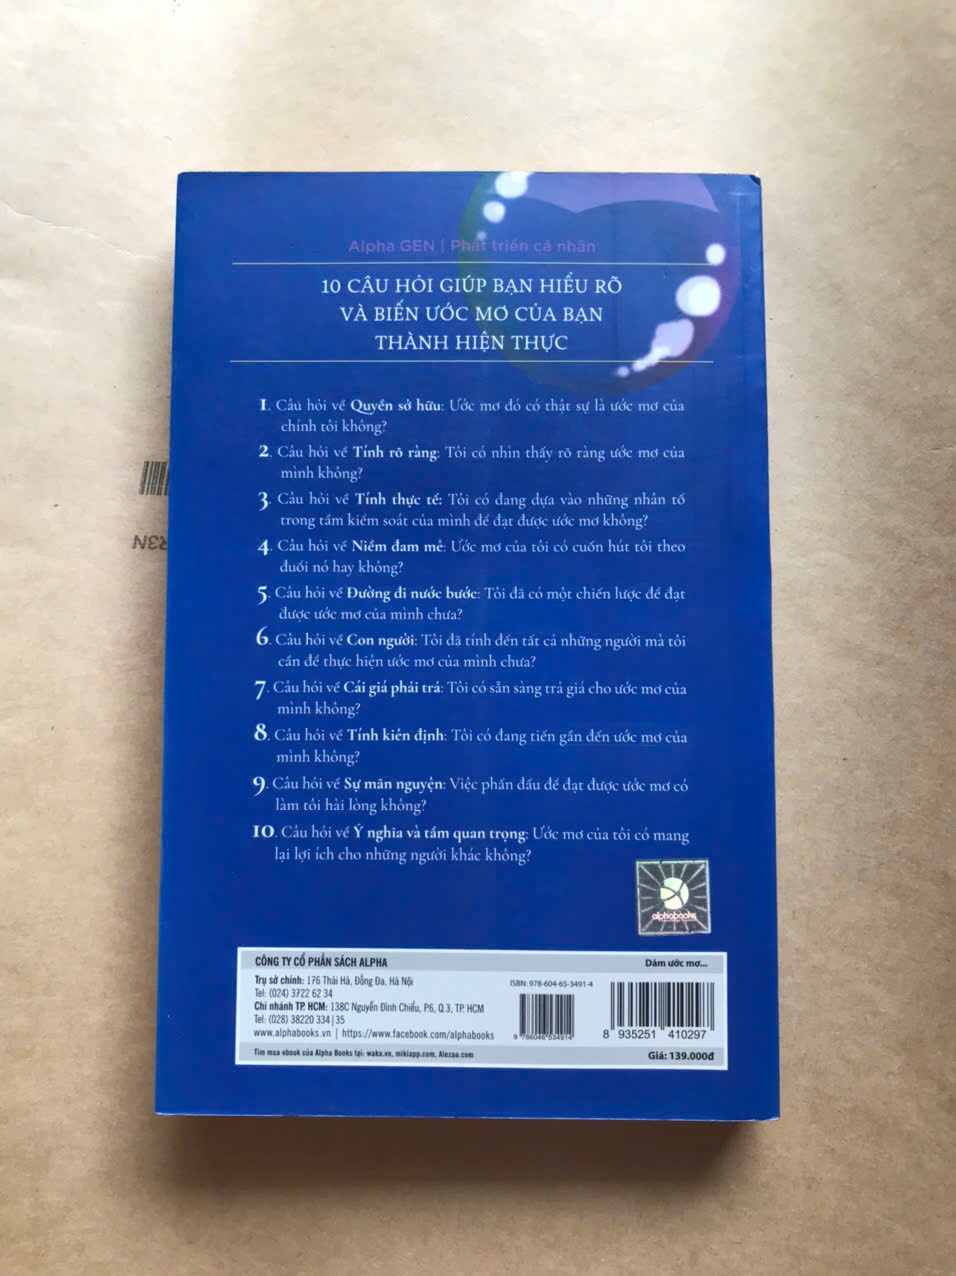 Alpha GEN | Phát triển cá nhân
10 CÂU HỎI GIÚP BẠN HIỂU RÕ
VÀ BIẾN ƯỚC MƠ CỦA BẠN
THÀNH HIỆN THỰC
1. Câu hỏi về Quyền sở hữu: Ước mơ đó có thật sự là ước mơ của
chính tôi không?
2. Câu hỏi về Tính rõ ràng: Tôi có nhìn thấy rõ ràng ước mơ của
mình không?
3. Câu hỏi về Tính thực tế: Tôi có đang dựa vào những nhân tố
trong tầm kiểm soát của mình để đạt được ước mơ không?
4. Câu hỏi về Niềm đam mê: Ước mơ của tôi có cuốn hút tôi theo
đuổi nó hay không?
5. Câu hỏi về Đường đi nước bước: Tôi đã có một chiến lược để đạt
được ước mơ của mình chưa?
6. Câu hỏi về Con người: Tôi đã tính đến tất cả những người mà tôi
cần để thực hiện ước mơ của mình chưa?
7. Câu hỏi về Cái giá phải trả: Tôi có sẵn sàng trả giá cho ước mơ của
mình không?
8. Câu hỏi về Tính kiên định: Tôi có đang tiến gần đến ước mơ của
mình không?
9. Câu hỏi về Sự mãn nguyện: Việc phấn đấu để đạt được ước mơ có
làm tôi hài lòng không?
10. Câu hỏi về Ý nghĩa và tầm quan trọng: Ước mơ của tôi có mang
lại lợi ích cho những người khác không?
alphabooks
CÔNG TY CỔ PHẦN SÁCH ALPHA
Dám ước mơ...
Trụ sở chính: 176 Thái Hà, Đống Đa, Hà Nội
Tel: (024) 3722 62 34
Chi nhánh TP. HCM: 138C Nguyễn Đình Chiểu, P.6, Q.3, TP. HCM
Tel: (028) 38220 334 | 35
www.alphabooks.vn | https://www.facebook.com/alphabooks
Tìm mua ebook của Alpha Books tại: waka.vn, mikiapp.com, Alezaa.com
ISBN: 978-604-65-3491-4
9 786046 534914
8 935251 410297
Giá: 139.000đ
R3N